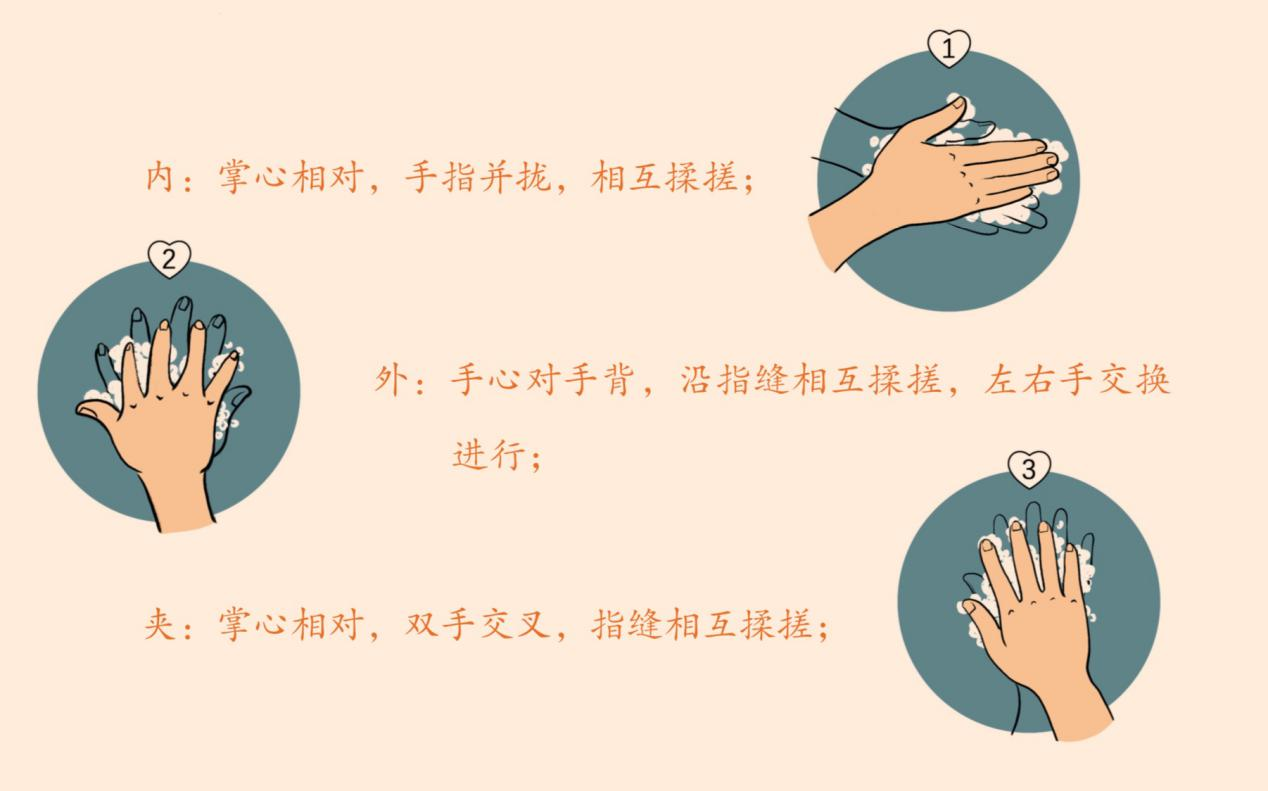 1
内：掌心相对，手指并拢，相互揉搓；
2
外：手心对手背，沿指缝相互揉搓，左右手交换
进行；
3
夹：掌心相对，双手交叉，指缝相互揉搓；